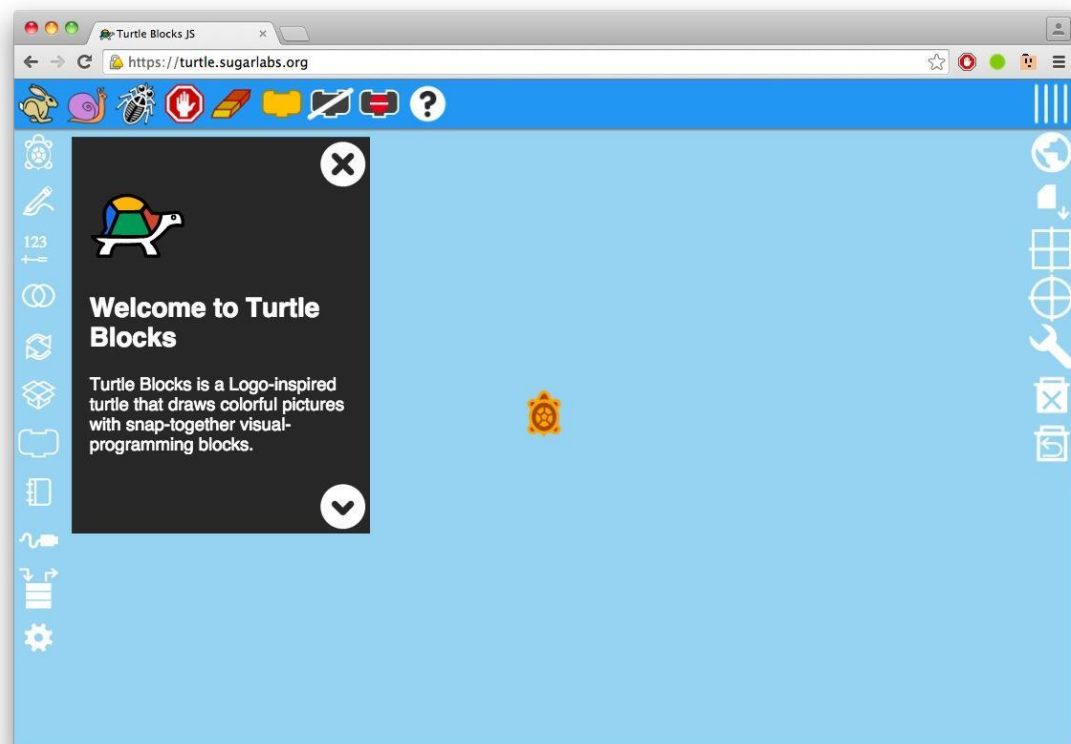 Turtle Blocks JS
https://turtle.sugarlabs.org
?
123
+-=
Welcome to Turtle
Blocks
Turtle Blocks is a Logo-inspired
turtle that draws colorful pictures
with snap-together visual-
programming blocks.